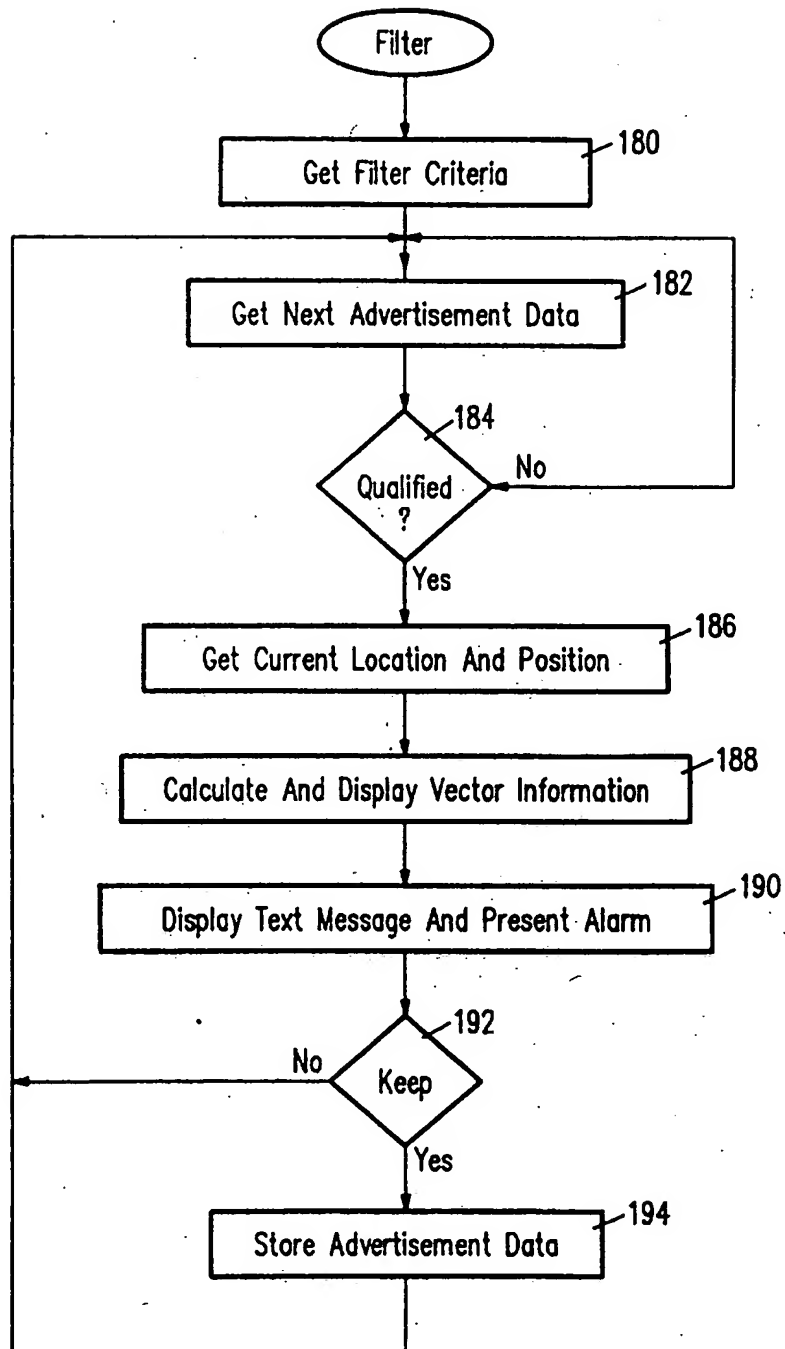 Filter
180
Get Filter Criteria
182
Get Next Advertisement Data
184
Qualified
?
No
Yes
186
Get Current Location And Position
188
Calculate And Display Vector Information
190
Display Text Message And Present Alarm
192
No
Keep
Yes
194
Store Advertisement Data